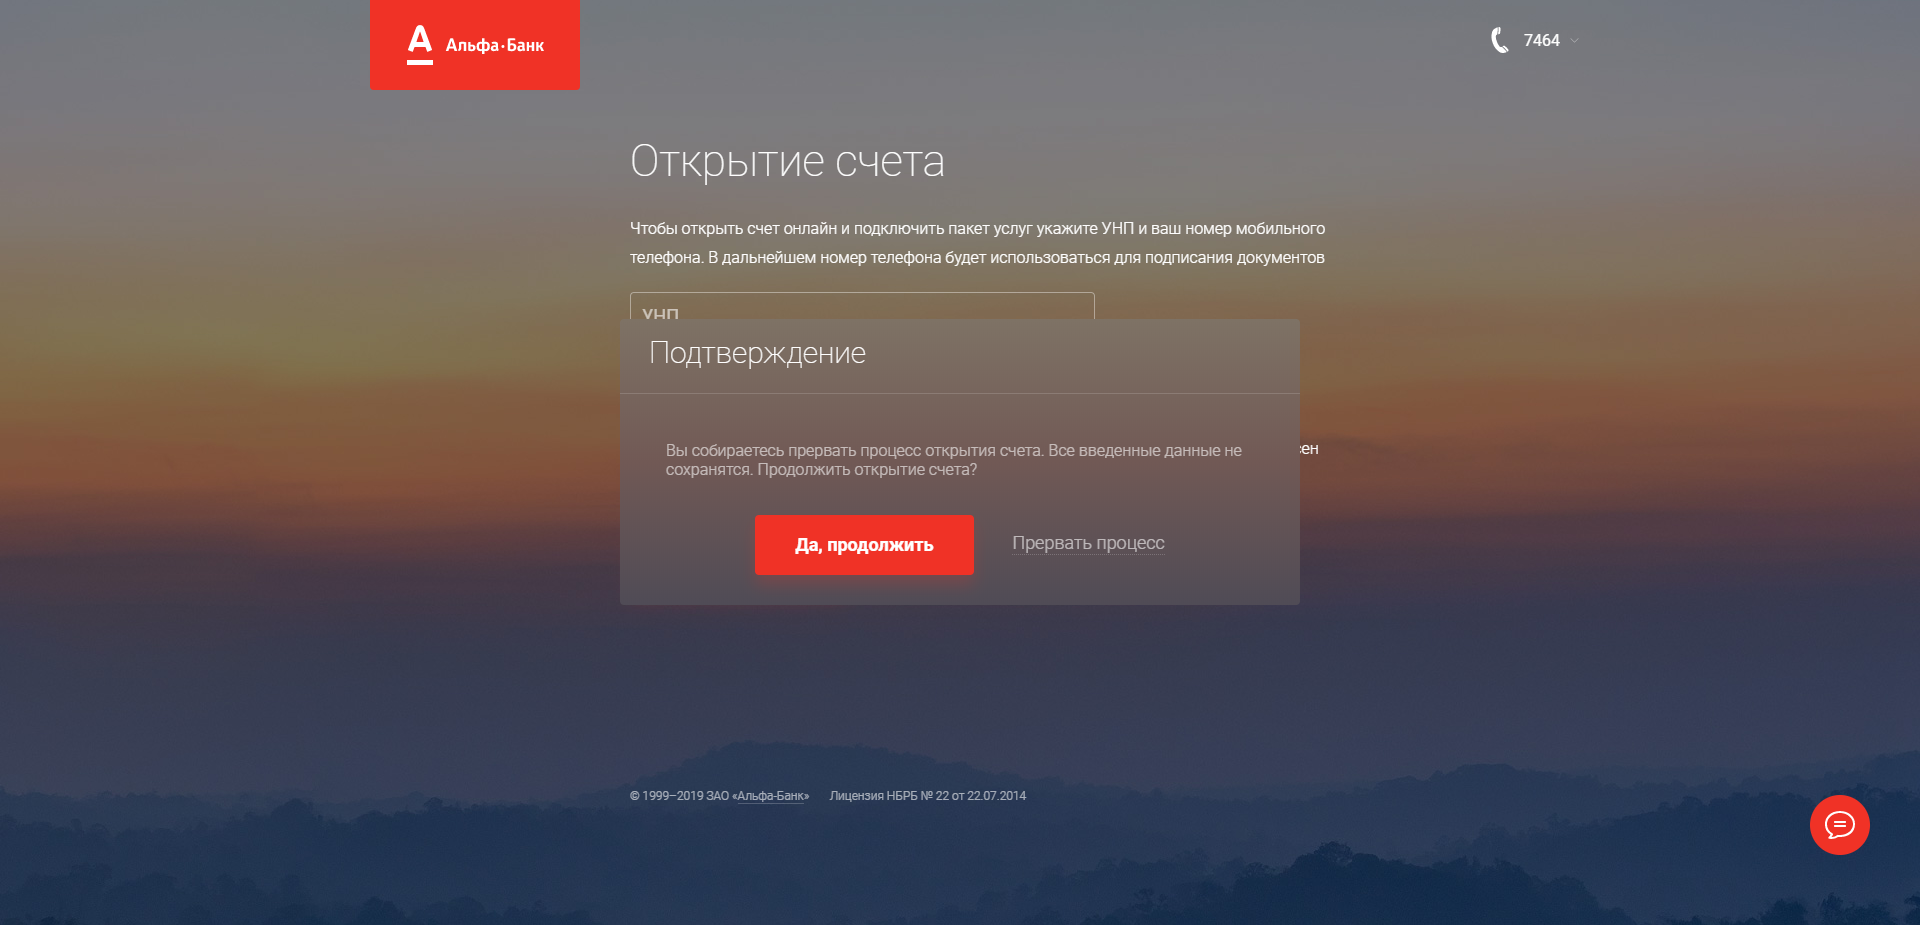 Альфа·Банк
7464
Открытие счета
Чтобы открыть счет онлайн и подключить пакет услуг укажите УНП и ваш номер мобильного
телефона. В дальнейшем номер телефона будет использоваться для подписания документов
УНП
Подтверждение
Вы собираетесь прервать процесс открытия счета. Все введенные данные не
сохранятся. Продолжить открытие счета?
Да, продолжить
Прервать процесс
© 1999–2019 ЗАО «Альфа-Банк» Лицензия НБРБ № 22 от 22.07.2014